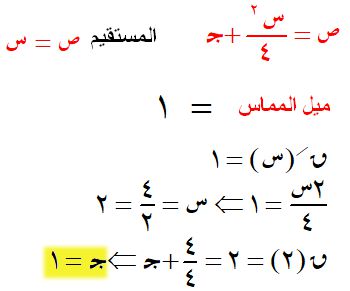 ص = س٢/٤ + جـ المستقيم ص = س
ميل المماس = ١
قَ(س) = ١
٢س/٤ = ١ ⇐ س = ٤/٢ = ٢
ق(٢) = ٢ = ٤/٤ + جـ ⇐ جـ = ١